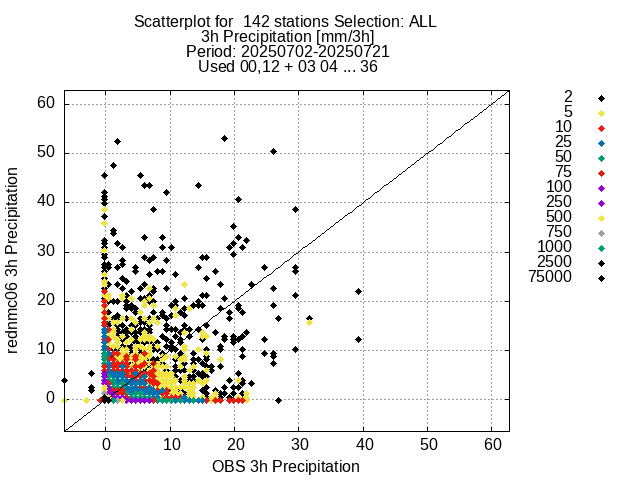 Scatterplot for  142 stations Selection: ALL
3h Precipitation [mm/3h]
Period: 20250702-20250721
Used 00,12 + 03 04 ... 36
rednmc06 3h Precipitation
60
50
40
30
20
10
0
0 10 20 30 40 50 60
OBS 3h Precipitation
2
5
10
25
50
75
100
250
500
750
1000
2500
75000